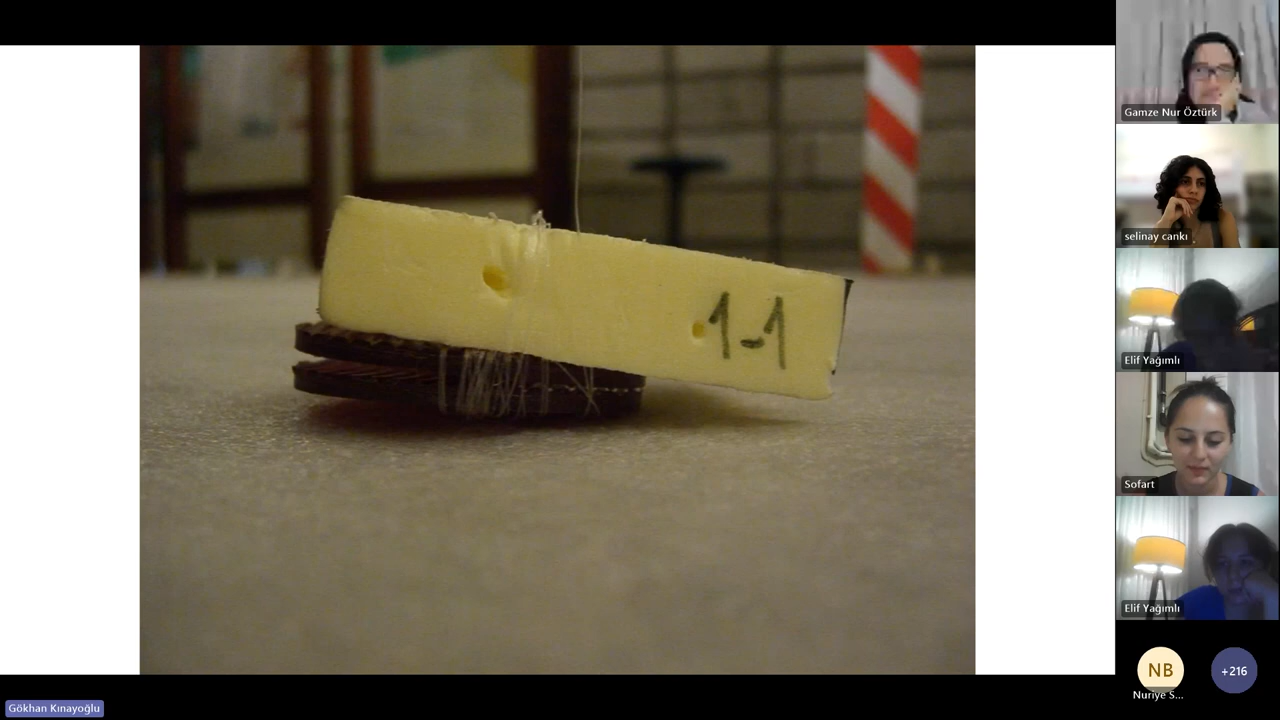 1-1
Gamze Nur Öztürk
selinay cankı
Elif Yağımlı
Sofart
Elif Yağımlı
NB
Nuriye S...
+216
Gökhan Kınayoğlu